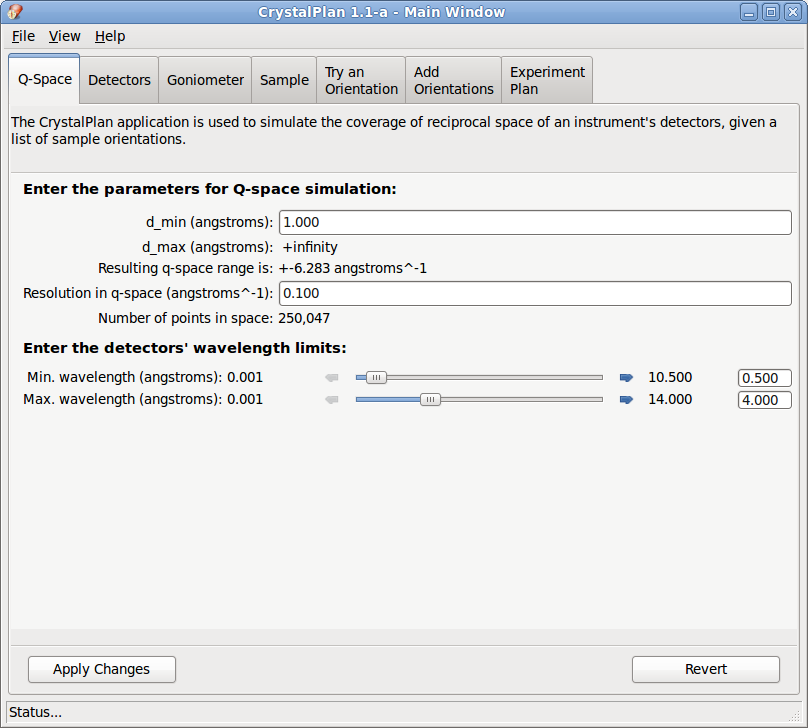 CrystalPlan 1.1-a - Main Window
File View Help
Q-Space Detectors Goniometer Sample Try an Orientation Add Orientations Experiment Plan
The CrystalPlan application is used to simulate the coverage of reciprocal space of an instrument's detectors, given a
list of sample orientations.
Enter the parameters for Q-space simulation:
d_min (angstroms): 1.000
d_max (angstroms): +infinity
Resulting q-space range is: +-6.283 angstroms^-1
Resolution in q-space (angstroms^-1): 0.100
Number of points in space: 250,047
Enter the detectors' wavelength limits:
Min. wavelength (angstroms): 0.001 10.500 0.500
Max. wavelength (angstroms): 0.001 14.000 4.000
Apply Changes Revert
Status...